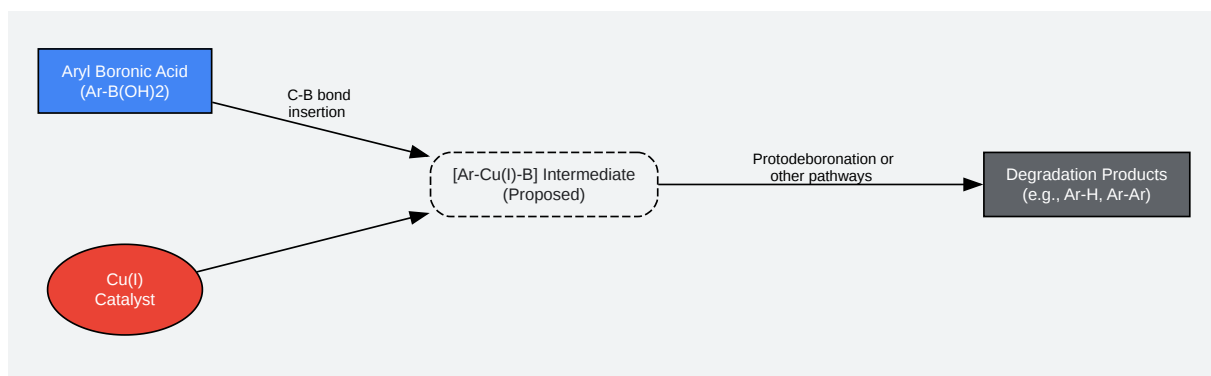 Aryl Boronic Acid
(Ar-B(OH)2)
C-B bond
insertion
[Ar-Cu(I)-B] Intermediate
(Proposed)
Protodeboronation or
other pathways
Degradation Products
(e.g., Ar-H, Ar-Ar)
Cu(I)
Catalyst